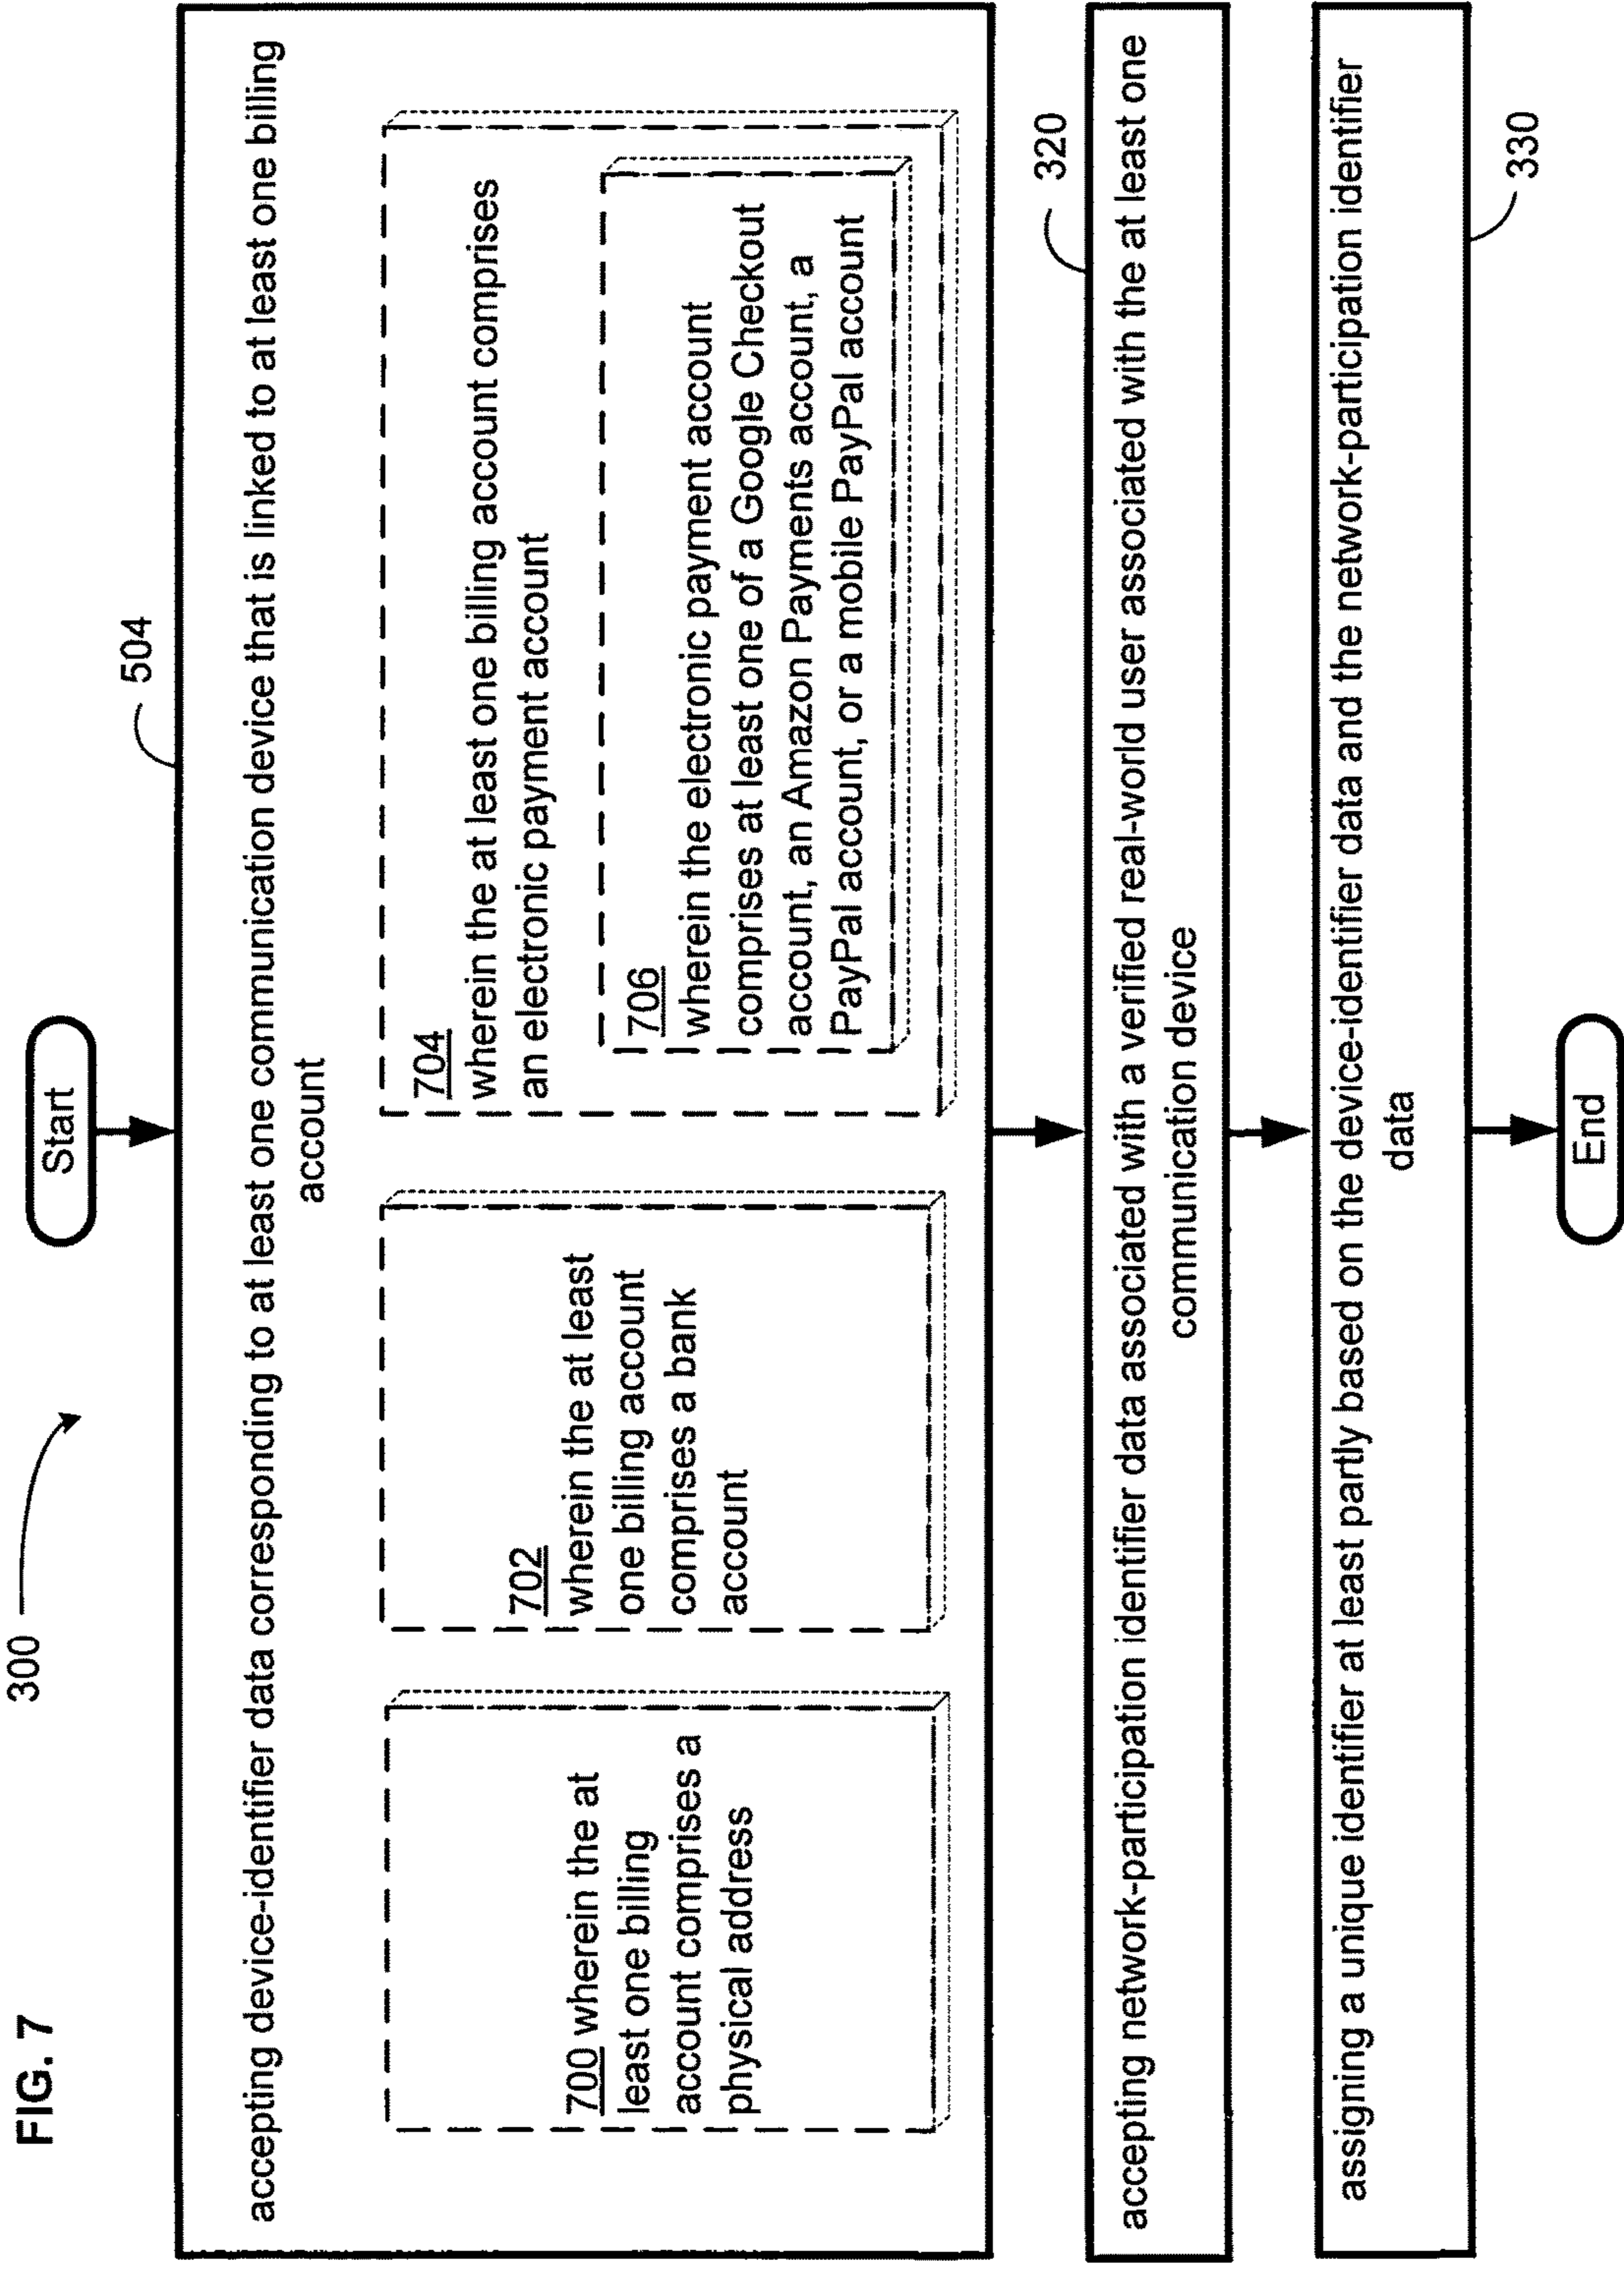 FIG. 7
300
Start
504
accepting device-identifier data corresponding to at least one communication device that is linked to at least one billing
account
700 wherein the at
least one billing
account comprises a
physical address
702
wherein the at least
one billing account
comprises a bank
account
704
wherein the at least one billing account comprises
an electronic payment account
706
wherein the electronic payment account
comprises at least one of a Google Checkout
account, an Amazon Payments account, a
PayPal account, or a mobile PayPal account
320
accepting network-participation identifier data associated with a verified real-world user associated with the at least one
communication device
330
assigning a unique identifier at least partly based on the device-identifier data and the network-participation identifier
data
End